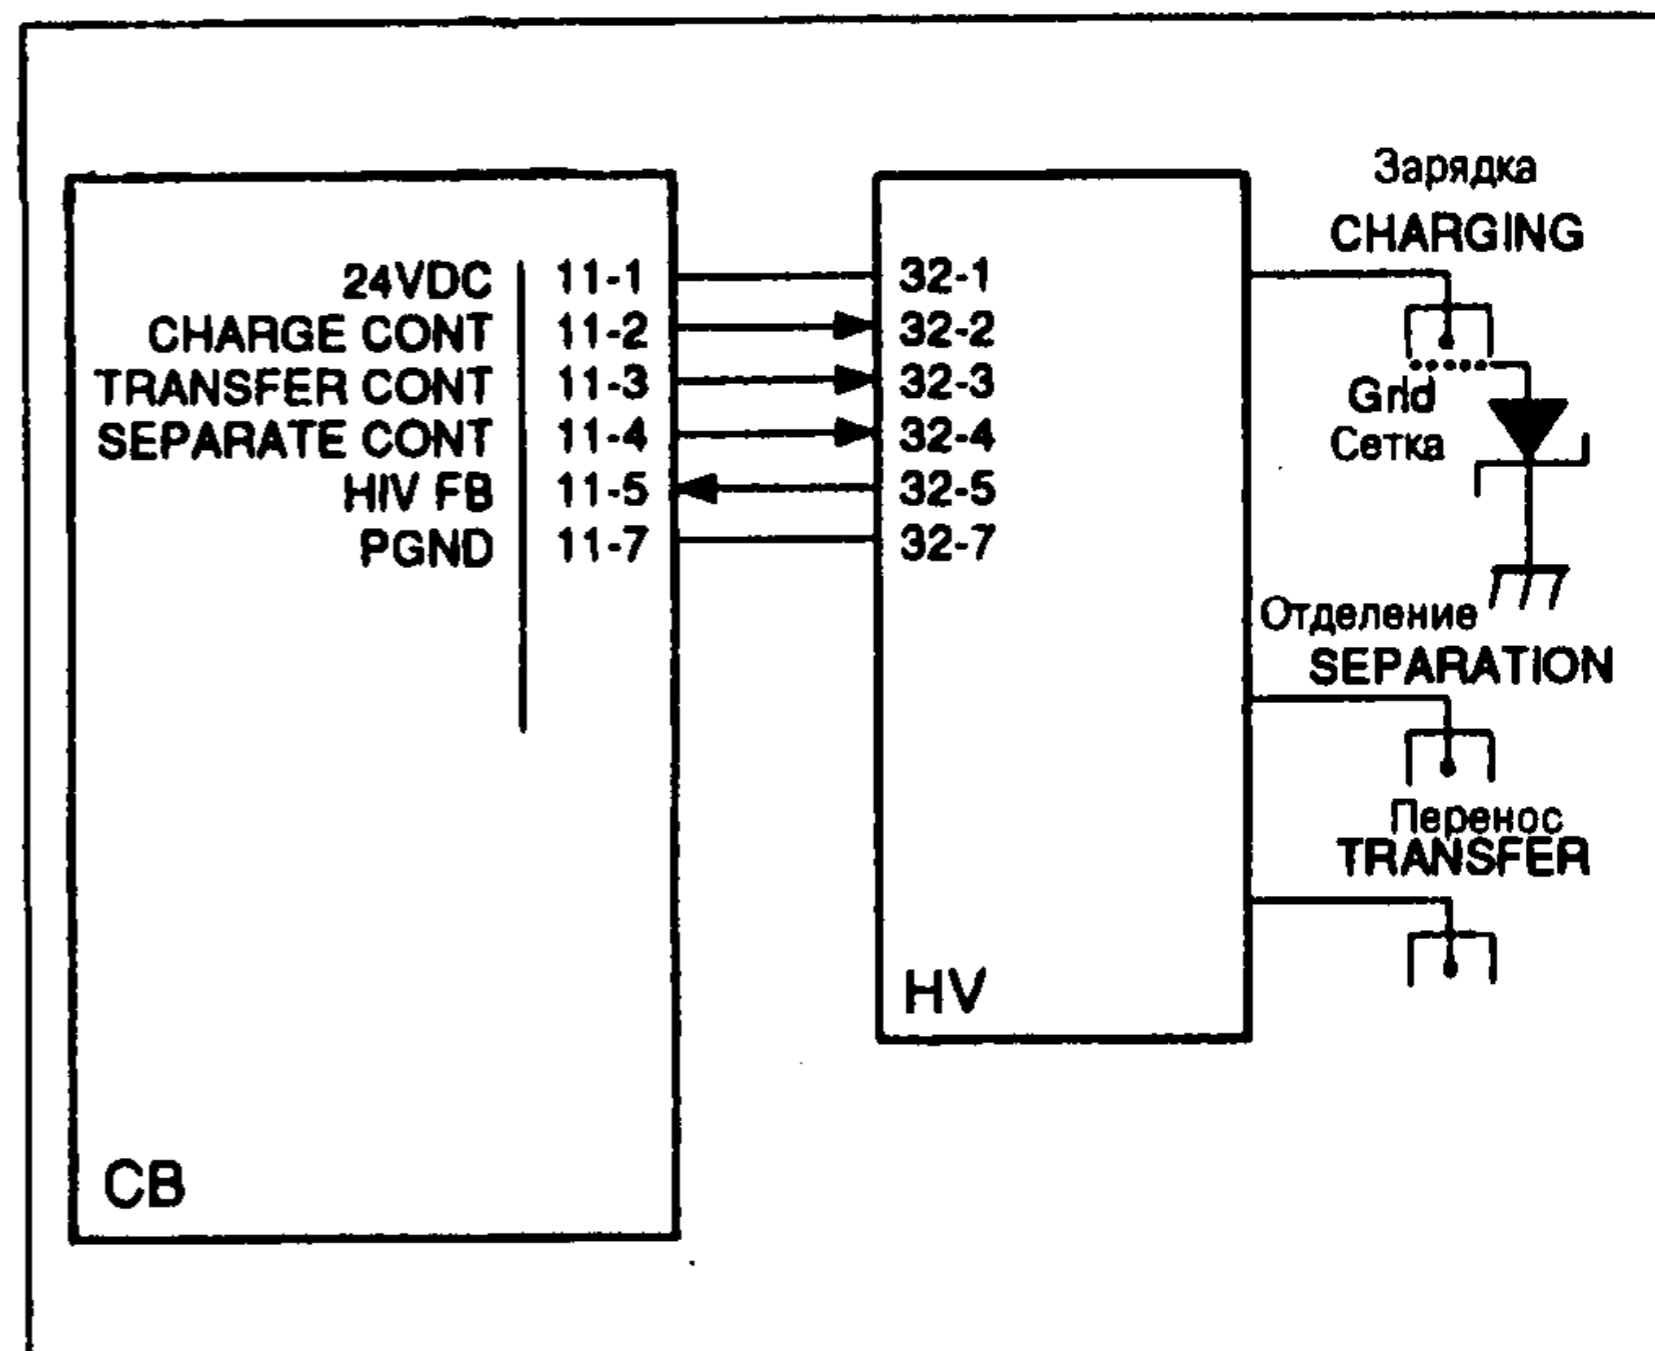 Зарядка
CHARGING
24VDC 11-1 32-1
CHARGE CONT 11-2 32-2
TRANSFER CONT 11-3 32-3
SEPARATE CONT 11-4 32-4
HIV FB 11-5 32-5
PGND 11-7 32-7
Grid
Сетка
Отделение
SEPARATION
Перенос
TRANSFER
HV
CB